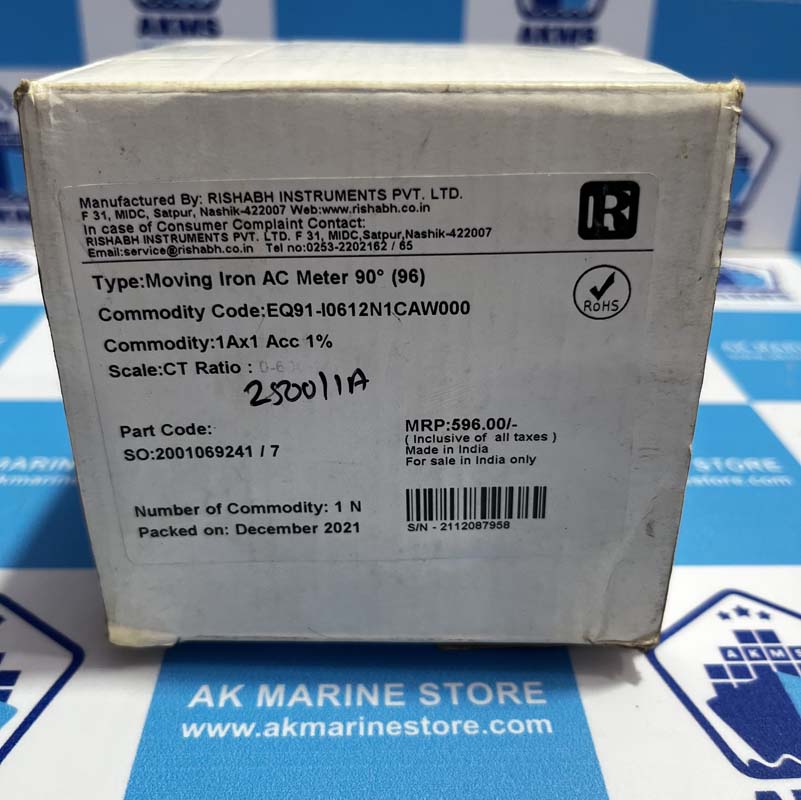 AKMS
AKMS
Manufactured By: RISHABH INSTRUMENTS PVT. LTD.
F 31, MIDC, Satpur, Nashik-422007 Web:www.rishabh.co.in
In case of Consumer Complaint Contact:
RISHABH INSTRUMENTS PVT. LTD. F 31, MIDC,Satpur,Nashik-422007
Email:service@rishabh.co.in Tel no:0253-2202162 / 65
Type:Moving Iron AC Meter 90° (96)
RoHS
Commodity Code:EQ91-I0612N1CAW000
Commodity:1Ax1 Acc 1%
Scale:CT Ratio :
2500/1A
Part Code:
SO:2001069241 / 7
MRP:596.00/-
( Inclusive of all taxes )
Made in India
For sale in India only
Number of Commodity: 1 N
Packed on: December 2021
S/N - 2112087958
AKMS
AK MARINE STORE
www.akmarinestore.com